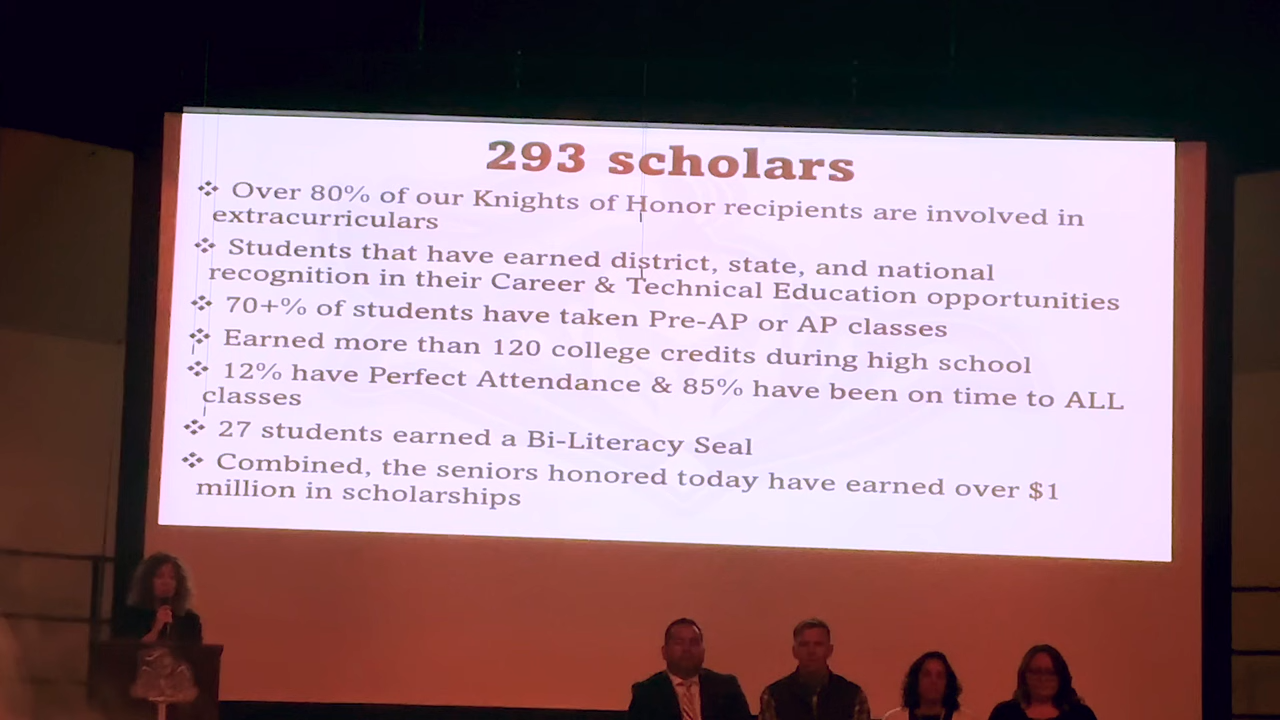 293 scholars
❖ Over 80% of our Knights of Honor recipients are involved in
extracurriculars
❖ Students that have earned district, state, and national
recognition in their Career & Technical Education opportunities
❖ 70+% of students have taken Pre-AP or AP classes
❖ Earned more than 120 college credits during high school
❖ 12% have Perfect Attendance & 85% have been on time to ALL
classes
❖ 27 students earned a Bi-Literacy Seal
❖ Combined, the seniors honored today have earned over $1
million in scholarships